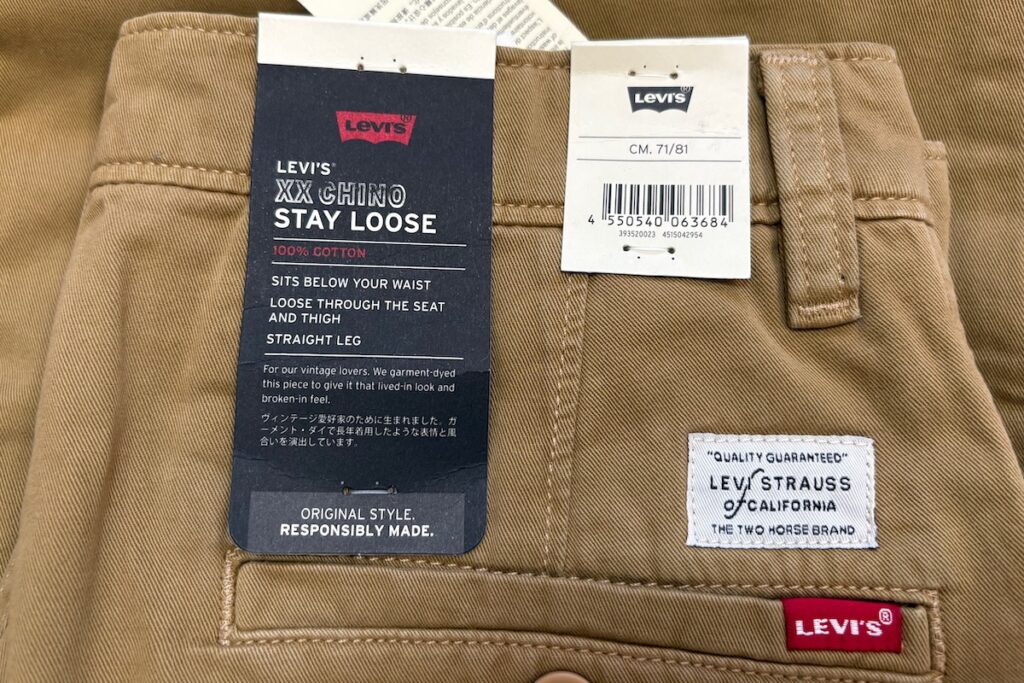 LEVI'S
LEVI'S®
XX CHINO
STAY LOOSE
100% COTTON
SITS BELOW YOUR WAIST
LOOSE THROUGH THE SEAT
AND THIGH
STRAIGHT LEG
For our vintage lovers. We garment-dyed
this piece to give it that lived-in look and
broken-in feel.
ヴィンテージ愛好家のために生まれました。ガ
ーメント・ダイで長年着用したような表情と風
合いを演出しています。
ORIGINAL STYLE.
RESPONSIBLY MADE.
LEVI'S®
CM. 71/81
4 550540 063684
393520023 4515042954
"QUALITY GUARANTEED"
LEVI STRAUSS
OF CALIFORNIA
THE TWO HORSE BRAND
LEVI'S®